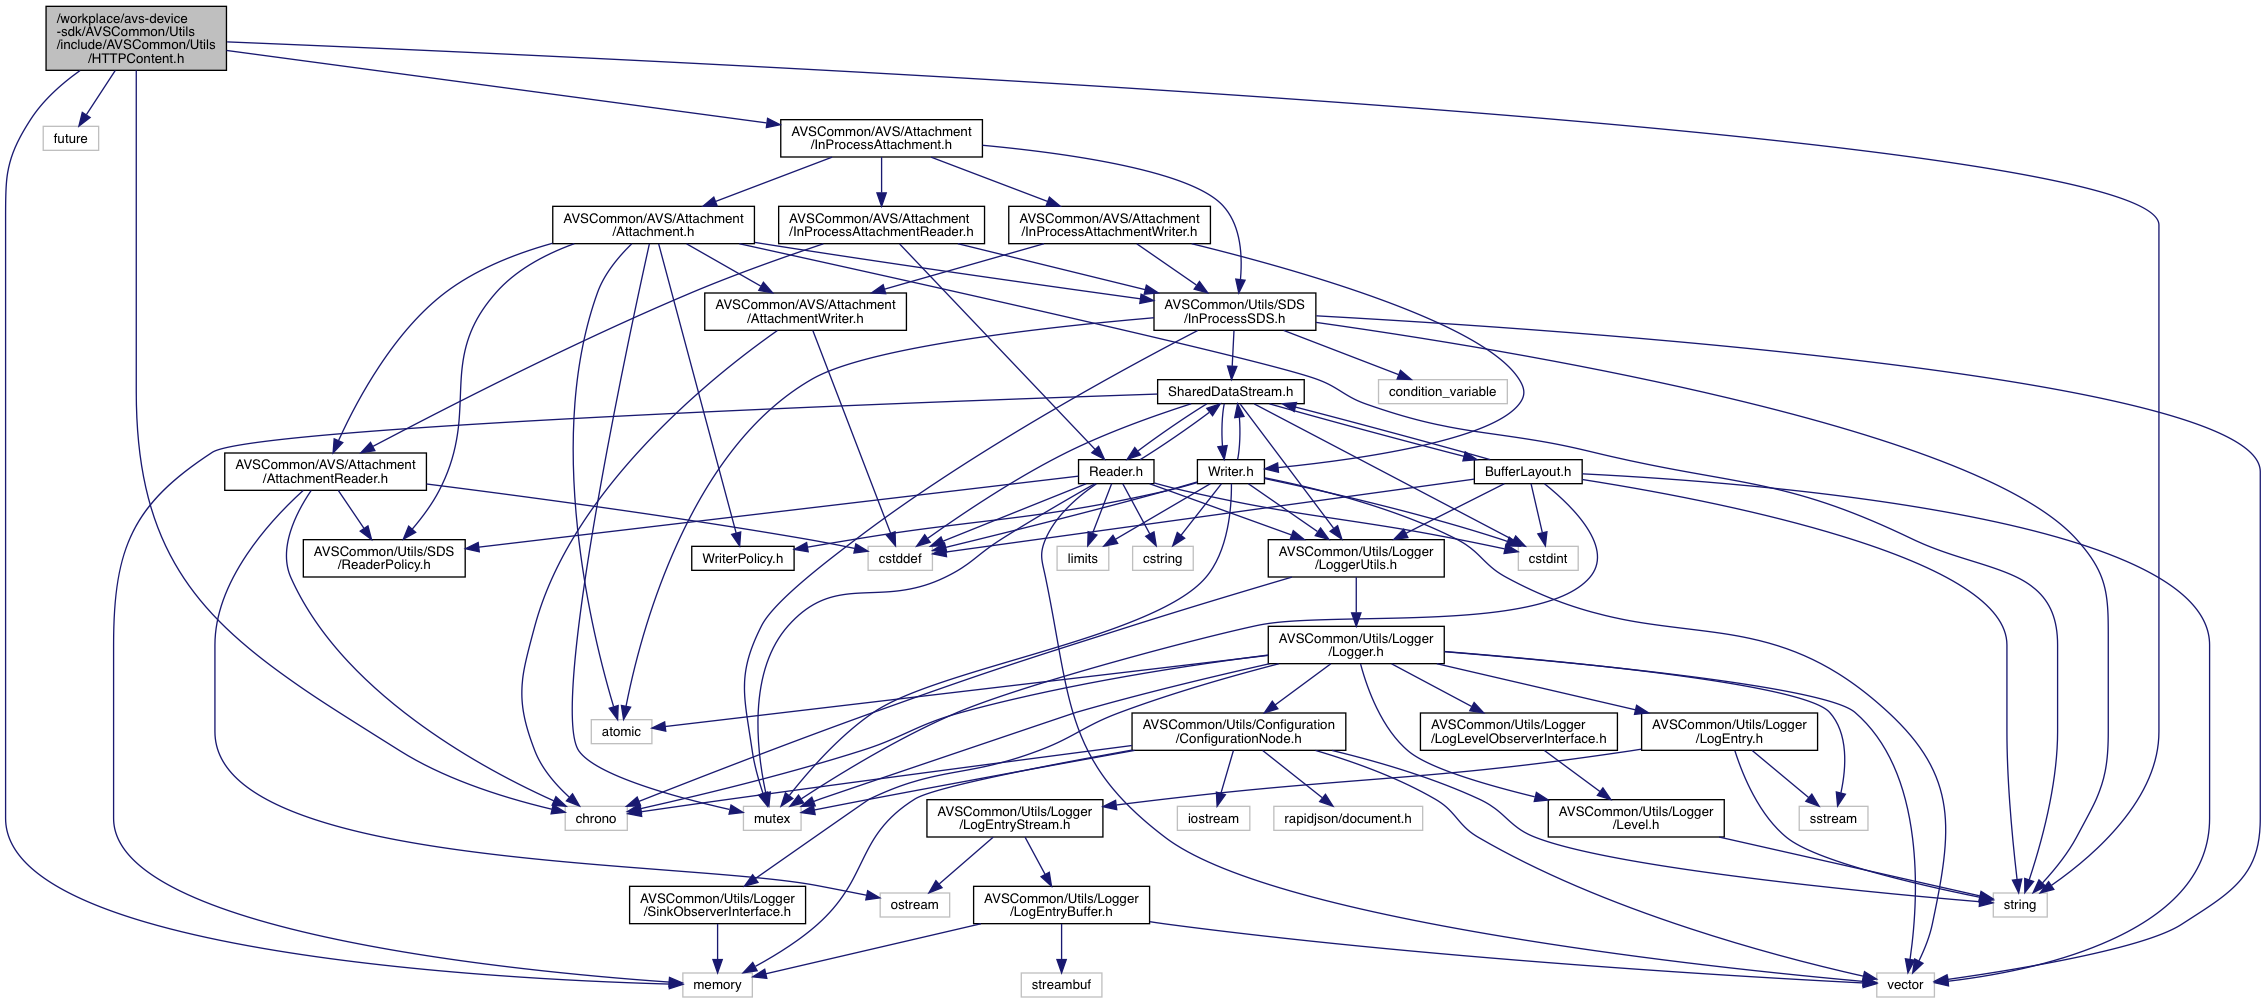 /workplace/avs-device
-sdk/AVSCommon/Utils
/include/AVSCommon/Utils
/HTTPContent.h
future
AVSCommon/AVS/Attachment
/InProcessAttachment.h
AVSCommon/AVS/Attachment
/Attachment.h
AVSCommon/AVS/Attachment
/InProcessAttachmentReader.h
AVSCommon/AVS/Attachment
/InProcessAttachmentWriter.h
AVSCommon/AVS/Attachment
/AttachmentWriter.h
AVSCommon/Utils/SDS
/InProcessSDS.h
SharedDataStream.h
condition_variable
AVSCommon/AVS/Attachment
/AttachmentReader.h
Reader.h
Writer.h
BufferLayout.h
AVSCommon/Utils/SDS
/ReaderPolicy.h
WriterPolicy.h
cstddef
limits
cstring
AVSCommon/Utils/Logger
/LoggerUtils.h
cstdint
AVSCommon/Utils/Logger
/Logger.h
atomic
AVSCommon/Utils/Configuration
/ConfigurationNode.h
AVSCommon/Utils/Logger
/LogLevelObserverInterface.h
AVSCommon/Utils/Logger
/LogEntry.h
chrono
mutex
AVSCommon/Utils/Logger
/LogEntryStream.h
iostream
rapidjson/document.h
AVSCommon/Utils/Logger
/Level.h
sstream
AVSCommon/Utils/Logger
/SinkObserverInterface.h
ostream
AVSCommon/Utils/Logger
/LogEntryBuffer.h
string
memory
streambuf
vector